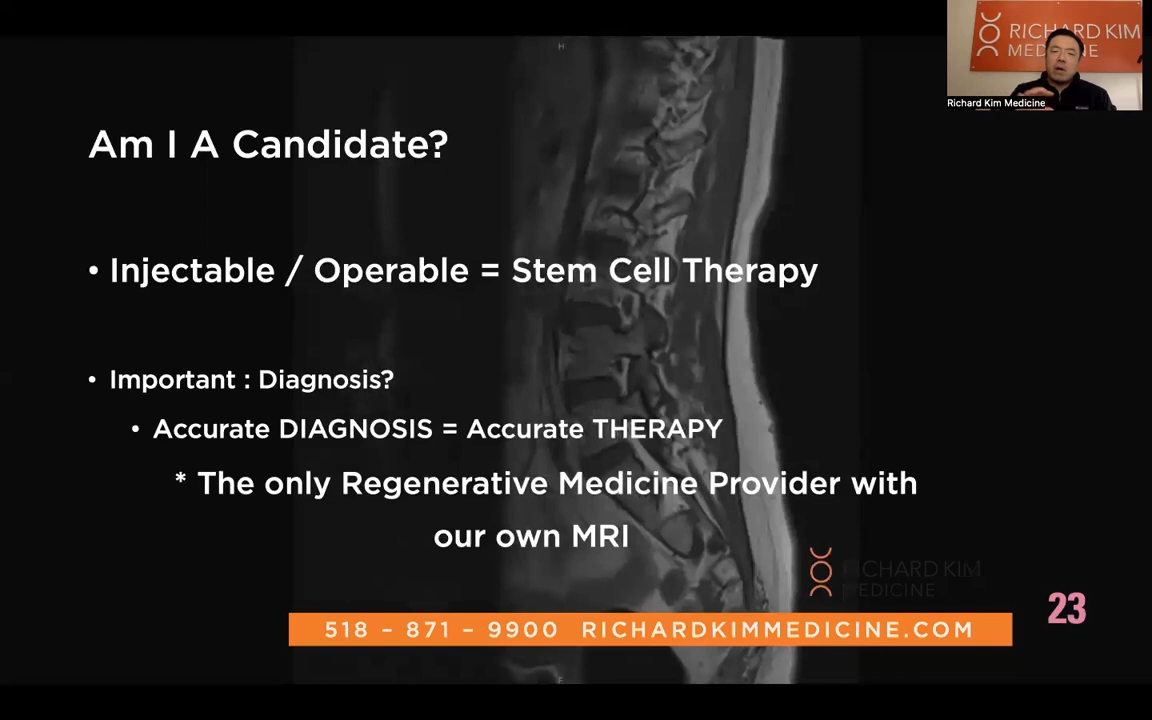 RICHARD KIM
MEDICINE
Richard Kim Medicine
H
Am I A Candidate?
• Injectable / Operable = Stem Cell Therapy
• Important : Diagnosis?
• Accurate DIAGNOSIS = Accurate THERAPY
* The only Regenerative Medicine Provider with
our own MRI
RICHARD KIM
MEDICINE
23
518 – 871 – 9900 RICHARDKIMMEDICINE.COM
F